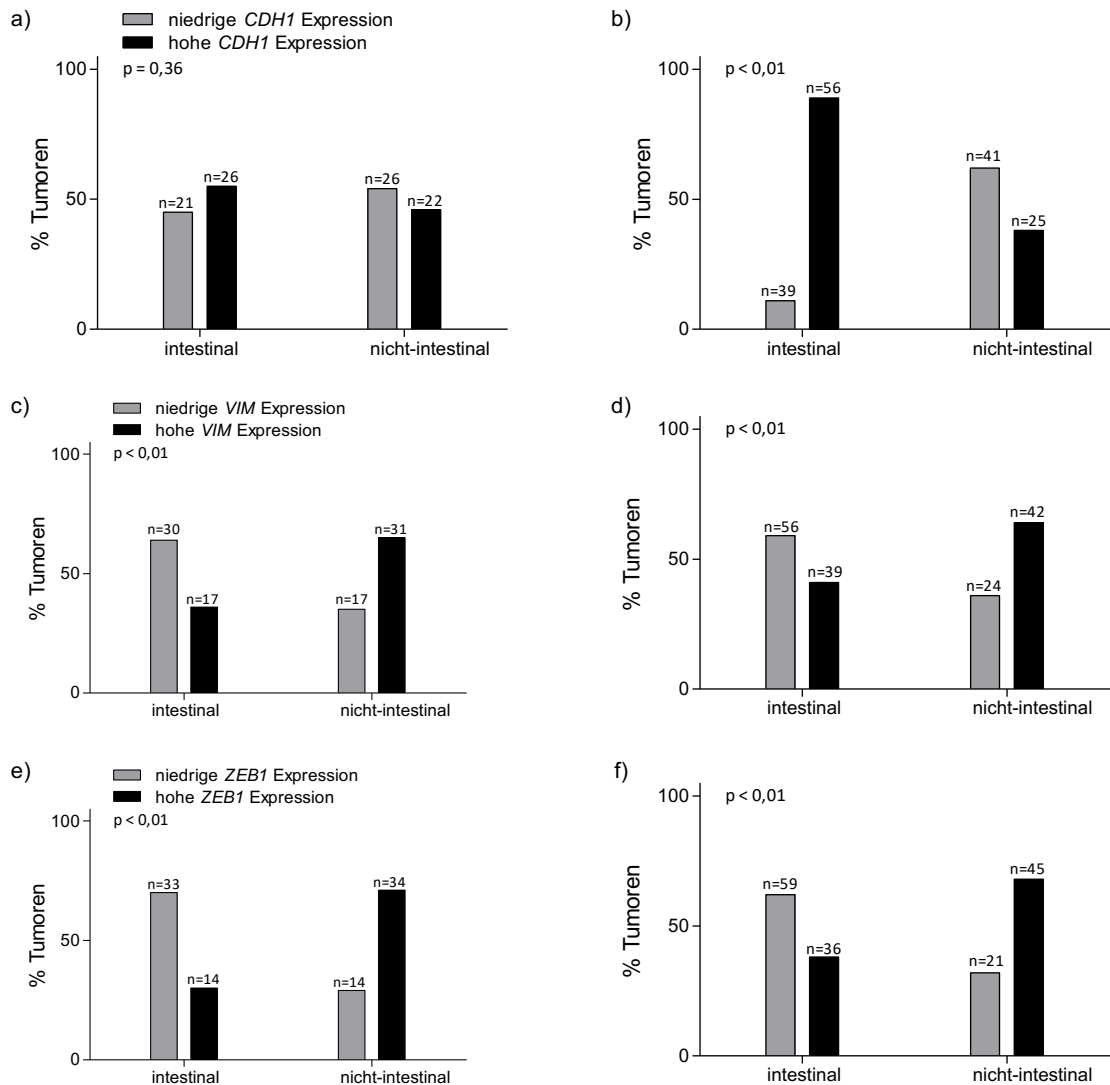 a)
niedrige CDH1 Expression
hohe CDH1 Expression
p = 0,36
100
50
0
% Tumoren
n=21
n=26
n=26
n=22
intestinal
nicht-intestinal
b)
p < 0,01
100
50
0
% Tumoren
n=39
n=56
n=41
n=25
intestinal
nicht-intestinal
c)
niedrige VIM Expression
hohe VIM Expression
p < 0,01
100
50
0
% Tumoren
n=30
n=17
n=17
n=31
intestinal
nicht-intestinal
d)
p < 0,01
100
50
0
% Tumoren
n=56
n=39
n=24
n=42
intestinal
nicht-intestinal
e)
niedrige ZEB1 Expression
hohe ZEB1 Expression
p < 0,01
100
50
0
% Tumoren
n=33
n=14
n=14
n=34
intestinal
nicht-intestinal
f)
p < 0,01
100
50
0
% Tumoren
n=59
n=36
n=21
n=45
intestinal
nicht-intestinal